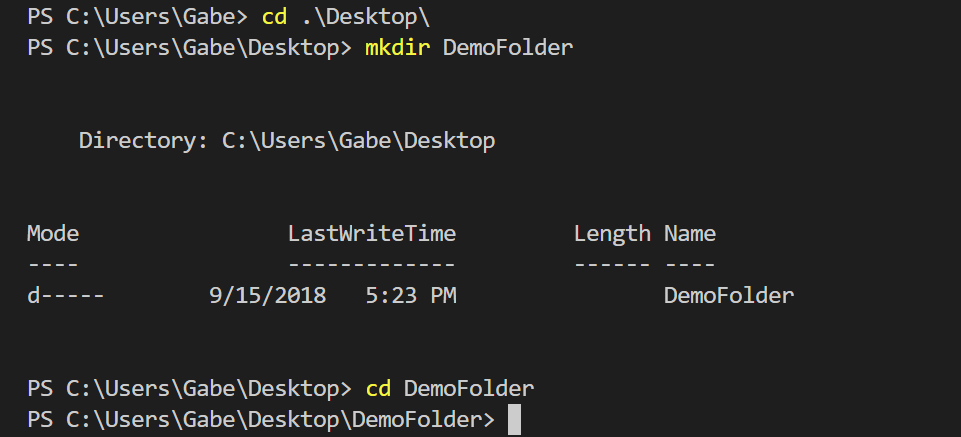 PS C:\Users\Gabe> cd .\Desktop\
PS C:\Users\Gabe\Desktop> mkdir DemoFolder
    Directory: C:\Users\Gabe\Desktop
Mode                LastWriteTime         Length Name
----                -------------         ------ ----
d-----        9/15/2018   5:23 PM                DemoFolder
PS C:\Users\Gabe\Desktop> cd DemoFolder
PS C:\Users\Gabe\Desktop\DemoFolder>